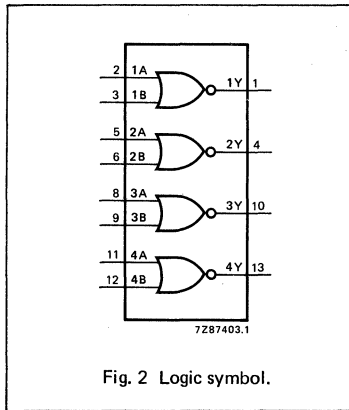 2 1A 1Y 1
3 1B
5 2A 2Y 4
6 2B
8 3A 3Y 10
9 3B
11 4A 4Y 13
12 4B
7Z87403.1
Fig. 2 Logic symbol.